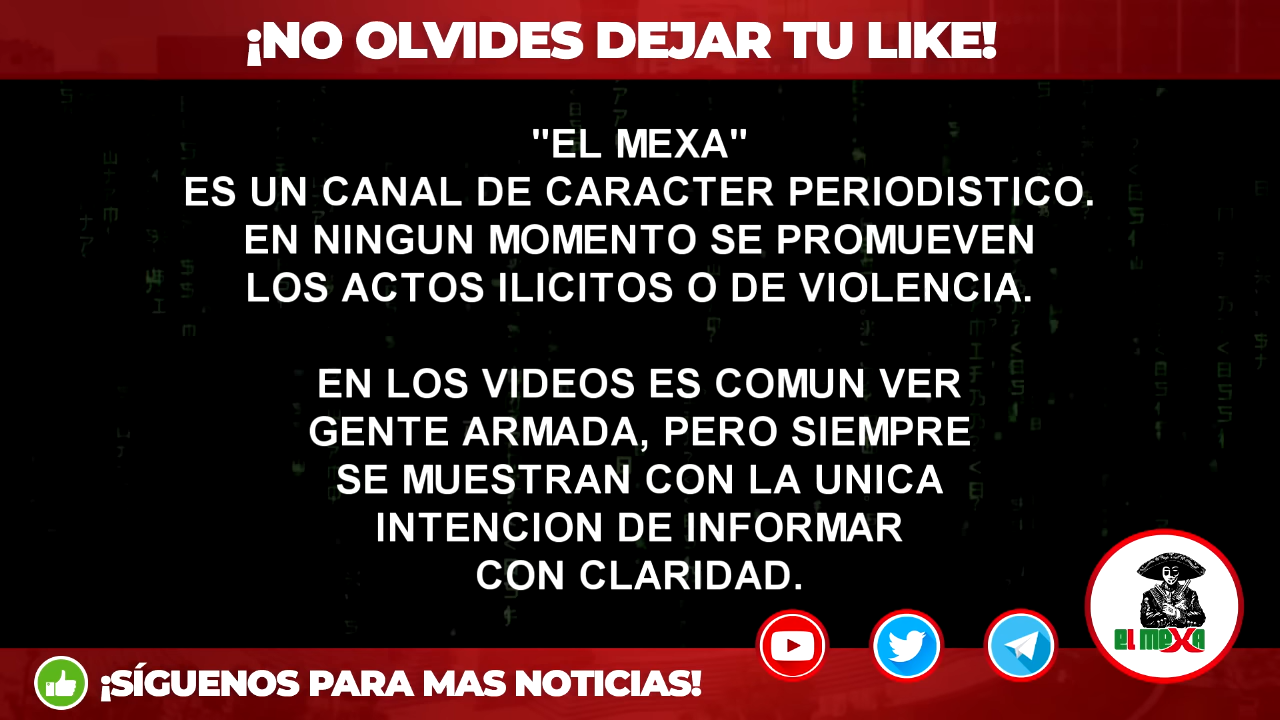 ¡NO OLVIDES DEJAR TU LIKE!
"EL MEXA"
ES UN CANAL DE CARACTER PERIODISTICO.
EN NINGUN MOMENTO SE PROMUEVEN
LOS ACTOS ILICITOS O DE VIOLENCIA.
EN LOS VIDEOS ES COMUN VER
GENTE ARMADA, PERO SIEMPRE
SE MUESTRAN CON LA UNICA
INTENCION DE INFORMAR
CON CLARIDAD.
EL MEXA
¡SÍGUENOS PARA MAS NOTICIAS!